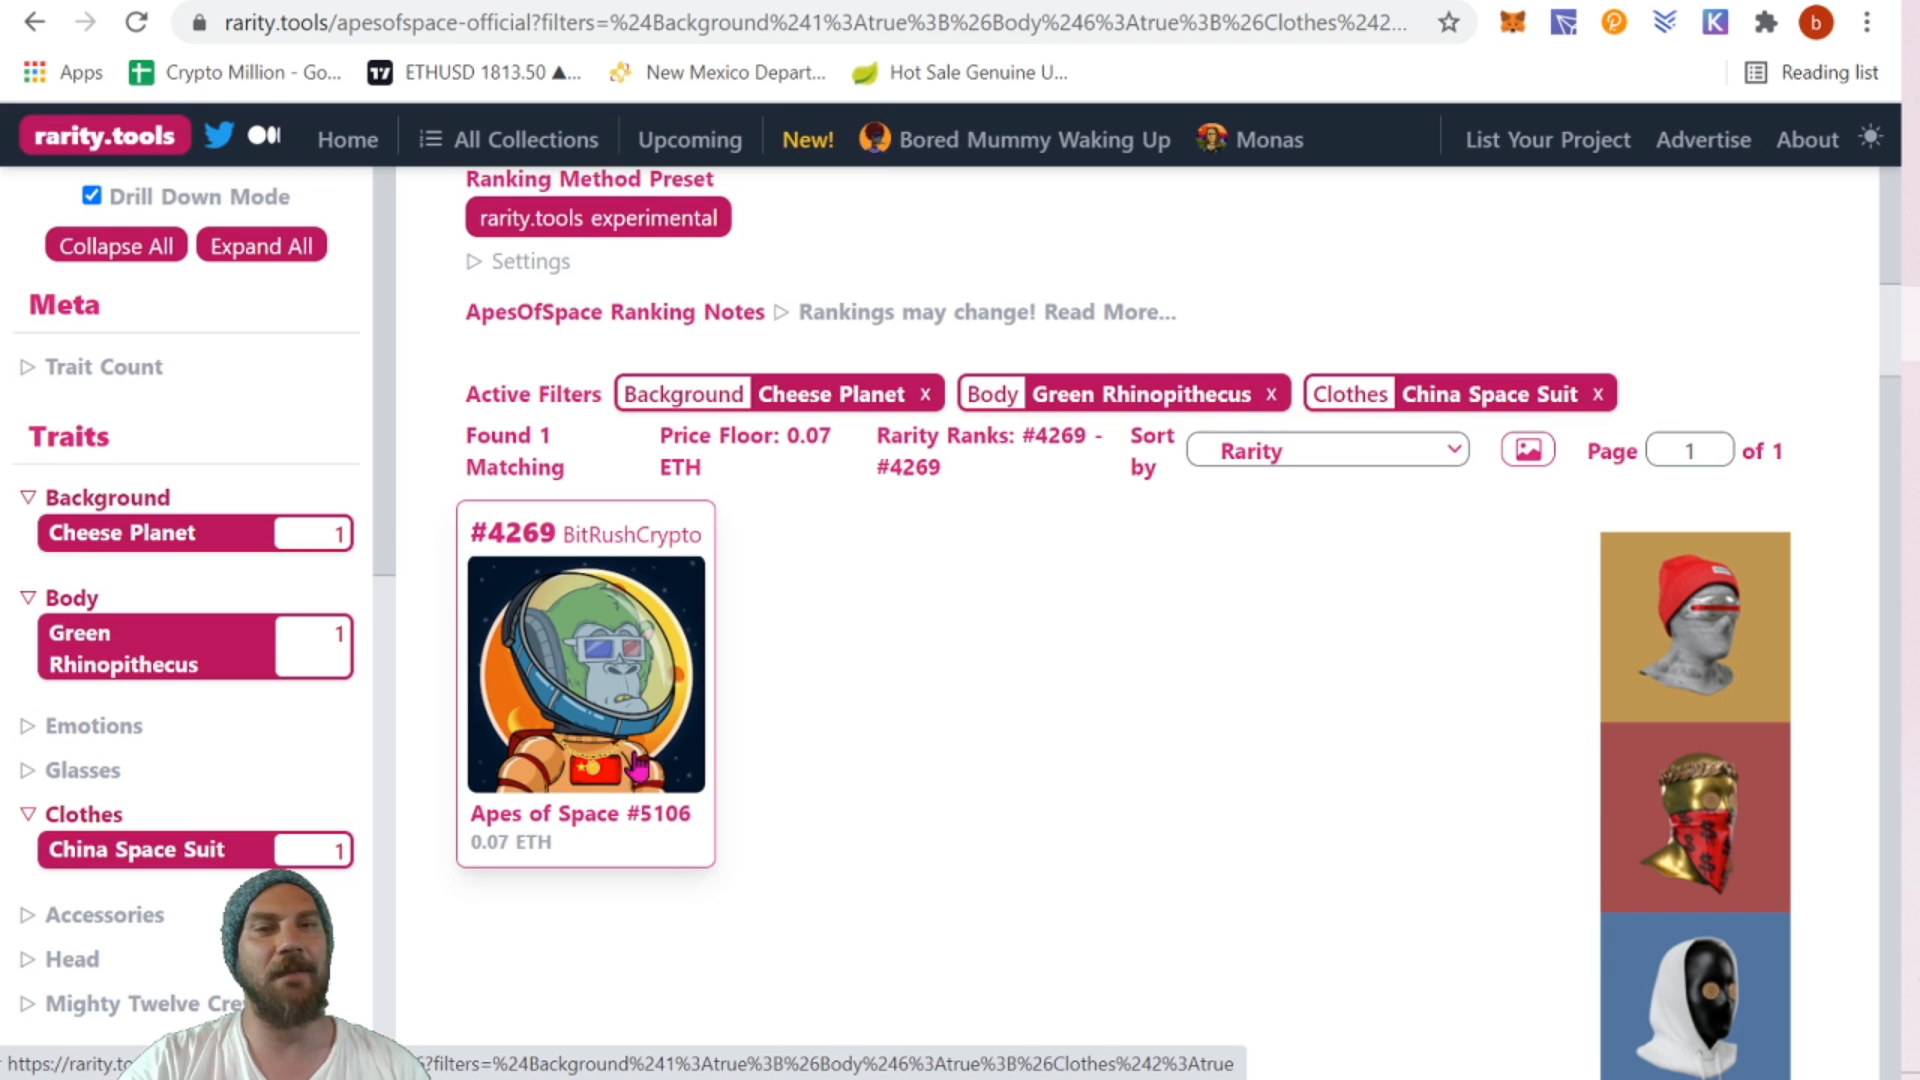 rarity.tools/apesofspace-official?filters=%24Background%241%3Atrue%3B%26Body%246%3Atrue%3B%26Clothes%242...
b
Apps
Crypto Million - Go...
ETHUSD 1813.50 ▲...
New Mexico Depart...
Hot Sale Genuine U...
Reading list
rarity.tools
Home
All Collections
Upcoming
New!
Bored Mummy Waking Up
Monas
List Your Project
Advertise
About
Drill Down Mode
Collapse All
Expand All
Meta
Trait Count
Traits
Background
Cheese Planet 1
Body
Green 1
Rhinopithecus
Emotions
Glasses
Clothes
China Space Suit 1
Accessories
Head
Mighty Twelve Cre
Ranking Method Preset
rarity.tools experimental
Settings
ApesOfSpace Ranking Notes ▷ Rankings may change! Read More...
Active Filters Background Cheese Planet x Body Green Rhinopithecus x Clothes China Space Suit x
Found 1
Matching
Price Floor: 0.07
ETH
Rarity Ranks: #4269 -
#4269
Sort
by
Rarity
Page 1 of 1
#4269 BitRushCrypto
Apes of Space #5106
0.07 ETH
https://rarity.to
?filters=%24Background%241%3Atrue%3B%26Body%246%3Atrue%3B%26Clothes%242%3Atrue